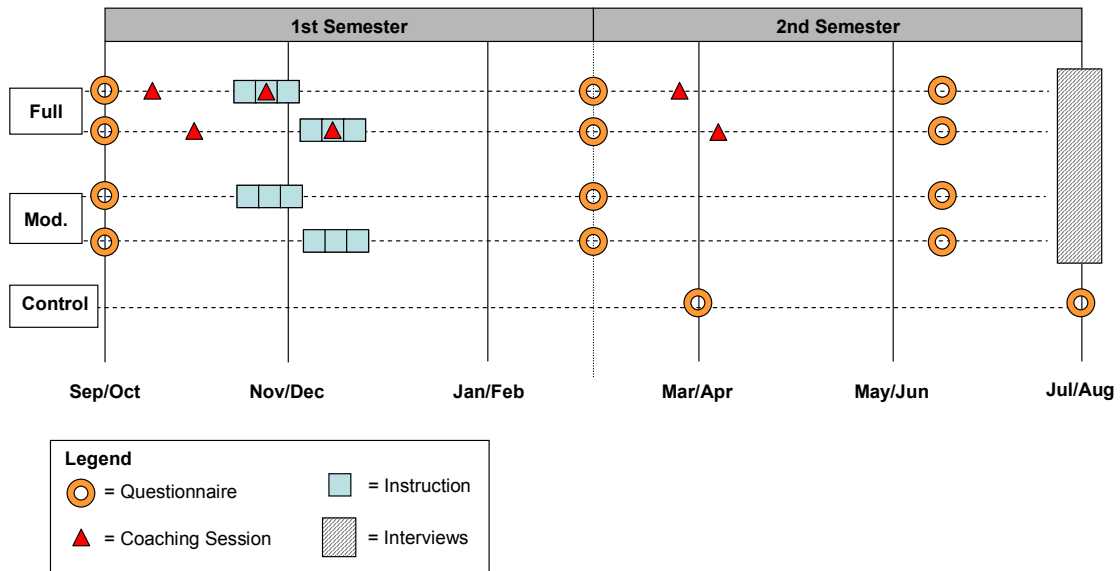 1st Semester
2nd Semester
Full
Mod.
Control
Sep/Oct
Nov/Dec
Jan/Feb
Mar/Apr
May/Jun
Jul/Aug
Legend
= Questionnaire
= Instruction
= Coaching Session
= Interviews